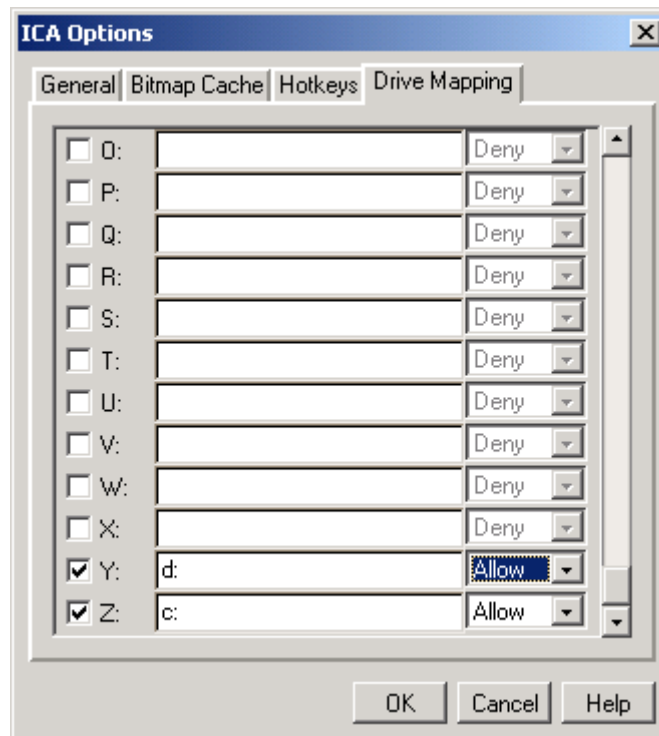 ICA Options
General Bitmap Cache Hotkeys Drive Mapping
O: Deny
P: Deny
Q: Deny
R: Deny
S: Deny
T: Deny
U: Deny
V: Deny
W: Deny
X: Deny
Y: d: Allow
Z: c: Allow
OK Cancel Help